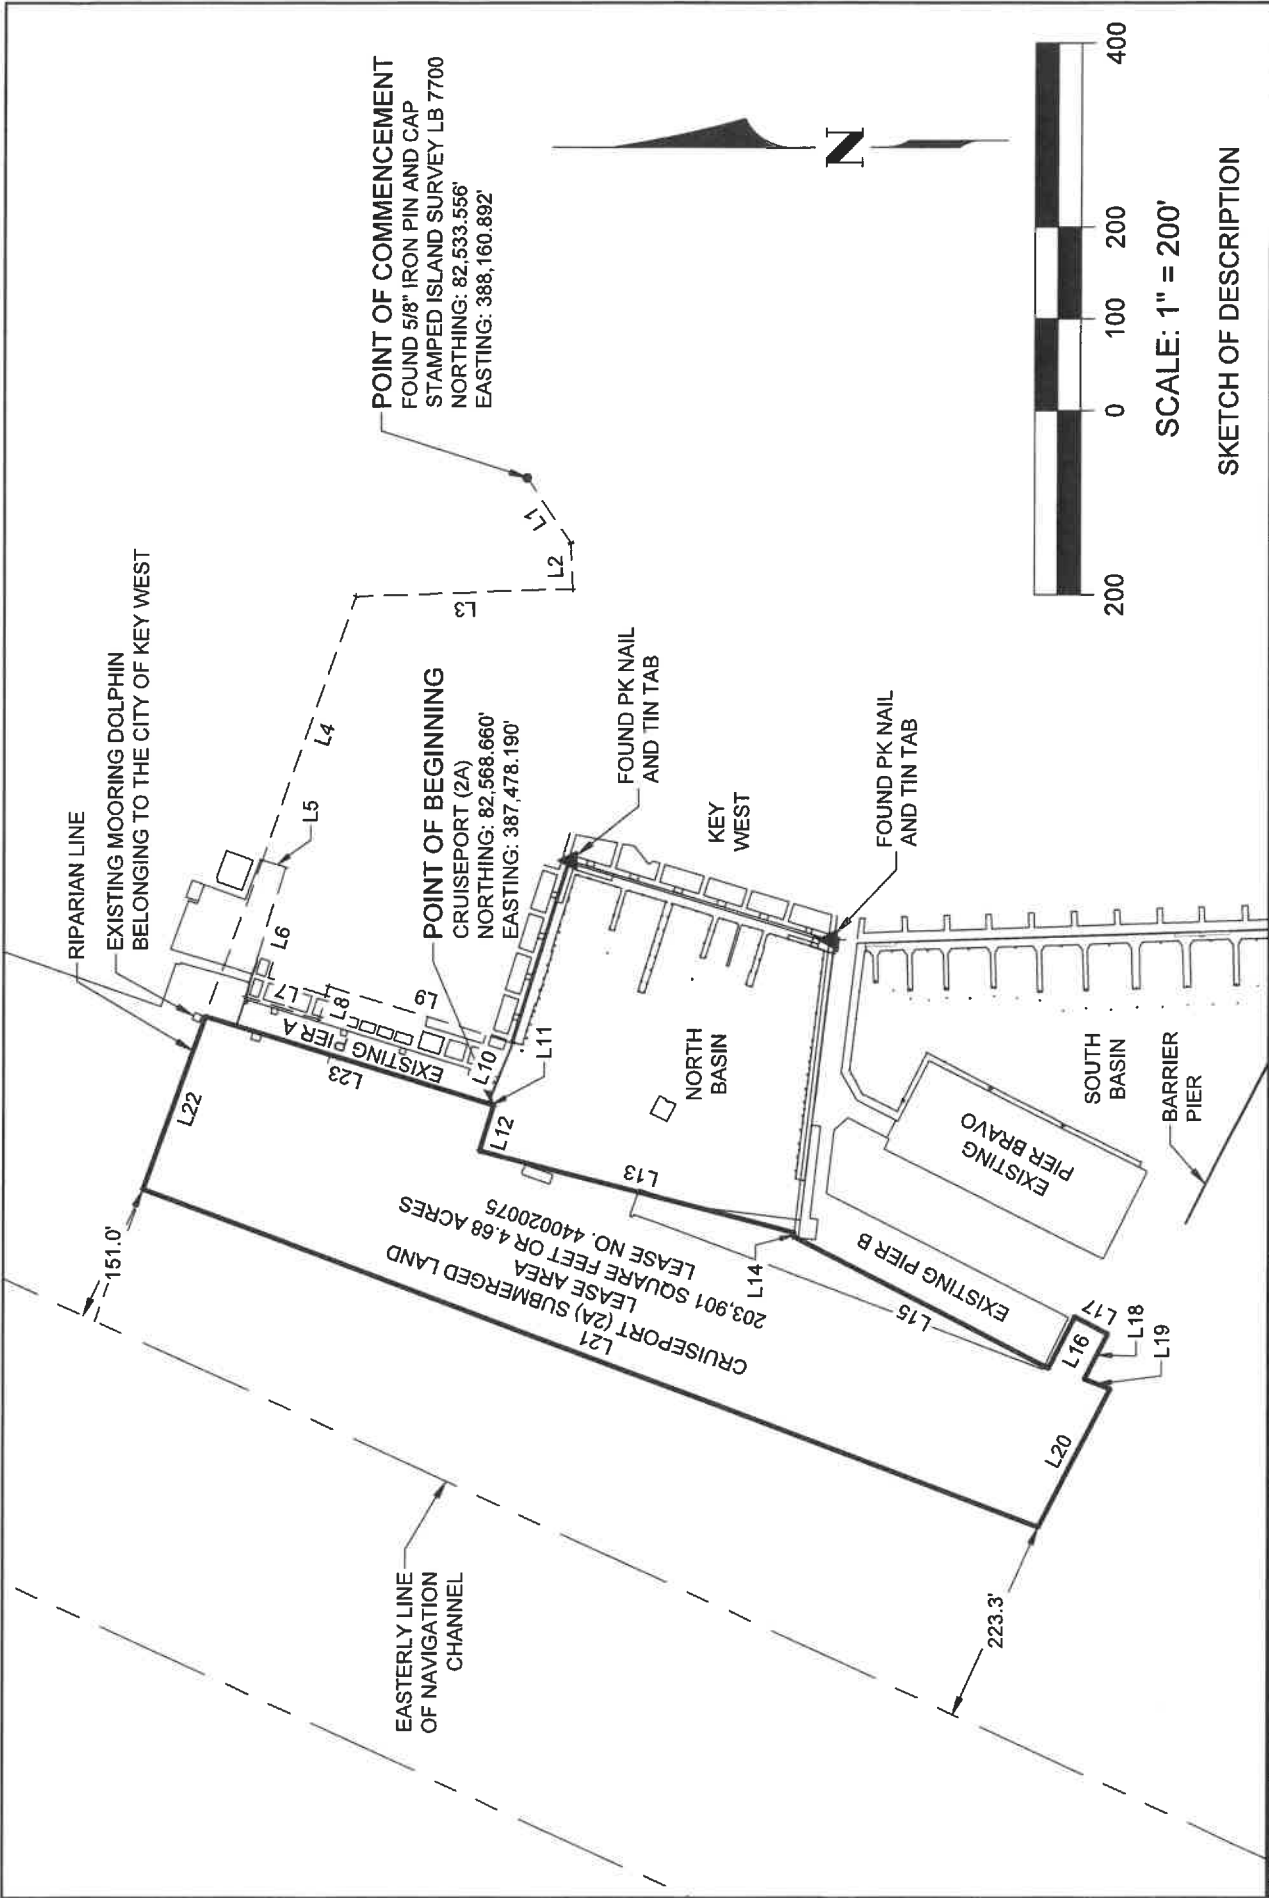 RIPARIAN LINE
EXISTING MOORING DOLPHIN
BELONGING TO THE CITY OF KEY WEST
POINT OF COMMENCEMENT
FOUND 5/8" IRON PIN AND CAP
STAMPED ISLAND SURVEY LB 7700
NORTHING: 82,533.556'
EASTING: 388,160.892'
151.0'
L22
L5
L4
L6
L7
L8
L9
L3
L2
L1
EXISTING PIER A
L23
POINT OF BEGINNING
CRUISEPORT (2A)
NORTHING: 82,568.660'
EASTING: 387,478.190'
L10
L11
L12
L13
EASTERLY LINE
OF NAVIGATION
CHANNEL
CRUISEPORT (2A) SUBMERGED LAND
LEASE AREA
203,901 SQUARE FEET OR 4.68 ACRES
LEASE NO. 440020075
L21
FOUND PK NAIL
AND TIN TAB
NORTH
BASIN
KEY
WEST
N
L14
L15
EXISTING PIER B
FOUND PK NAIL
AND TIN TAB
EXISTING
PIER BRAVO
SOUTH
BASIN
BARRIER
PIER
L16
L17
L18
L19
L20
223.3'
200
0
100
200
400
SCALE: 1" = 200'
SKETCH OF DESCRIPTION